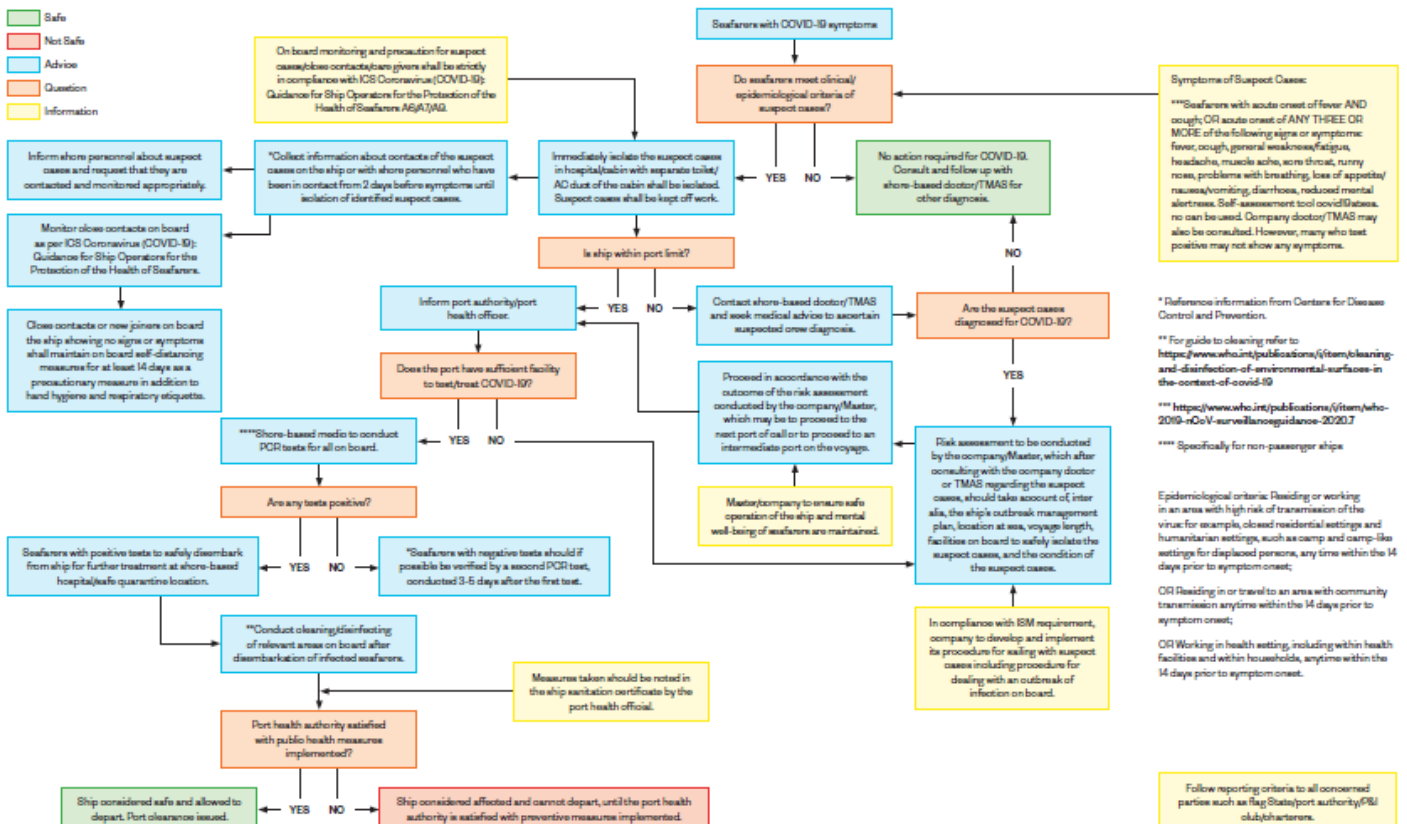 Safe
Not Safe
Advice
Question
Information
Seafarers with COVID-19 symptoms
On board monitoring and precaution for suspect
cases/close contacts/care givers shall be strictly
in compliance with ICS Coronavirus (COVID-19):
Guidance for Ship Operators for the Protection of the
Health of Seafarers A6/A7/A9.
Do seafarers meet clinical/
epidemiological criteria of
suspect cases?
YES
NO
Symptoms of Suspect Cases:
***Seafarers with acute onset of fever AND
cough; OR acute onset of ANY THREE OR
MORE of the following signs or symptoms:
fever, cough, general weakness/fatigue,
headache, muscle ache, sore throat, runny
nose, problems with breathing, loss of appetite/
nausea/vomiting, diarrhoea, reduced mental
alertness. Self-assessment tool covid19atsea.
no can be used. Company doctor/TMAS may
also be consulted. However, many who test
positive may not show any symptoms.
Inform shore personnel about suspect
cases and request that they are
contacted and monitored appropriately.
*Collect information about contacts of the suspect
cases on the ship or with shore personnel who have
been in contact from 2 days before symptoms until
isolation of identified suspect cases.
Immediately isolate the suspect cases
in hospital/cabin with separate toilet/
AC duct of the cabin shall be isolated.
Suspect cases shall be kept off work.
No action required for COVID-19.
Consult and follow up with
shore-based doctor/TMAS for
other diagnosis.
Monitor close contacts on board
as per ICS Coronavirus (COVID-19):
Guidance for Ship Operators for the
Protection of the Health of Seafarers.
Is ship within port limit?
YES
NO
NO
Close contacts or new joiners on board
the ship showing no signs or symptoms
shall maintain on board self-distancing
measures for at least 14 days as a
precautionary measure in addition to
hand hygiene and respiratory etiquette.
Inform port authority/port
health officer.
Contact shore-based doctor/TMAS
and seek medical advice to ascertain
suspected crew diagnosis.
Are the suspect cases
diagnosed for COVID-19?
YES
* Reference information from Centers for Disease
Control and Prevention.
** For guide to cleaning refer to
https://www.who.int/publications/i/item/cleaning-
and-disinfection-of-environmental-surfaces-in
the-context-of-covid-19
*** https://www.who.int/publications/i/item/who-
2019-nCoV-surveillanceguidance-2020.7
**** Specifically for non-passenger ships
Does the port have sufficient facility
to test/treat COVID-19?
YES
NO
Proceed in accordance with the
outcome of the risk assessment
conducted by the company/Master,
which may be to proceed to the
next port of call or to proceed to an
intermediate port on the voyage.
****Shore-based medic to conduct
PCR tests for all on board.
Risk assessment to be conducted
by the company/Master, which after
consulting with the company doctor
or TMAS regarding the suspect
cases, should take account of, inter
alia, the ship's outbreak management
plan, location at sea, voyage length,
facilities on board to safely isolate the
suspect cases, and the condition of
the suspect cases.
Master/company to ensure safe
operation of the ship and mental
well-being of seafarers are maintained.
Are any tests positive?
YES
NO
Seafarers with positive tests to safely disembark
from ship for further treatment at shore-based
hospital/safe quarantine location.
*Seafarers with negative tests should if
possible be verified by a second PCR test,
conducted 3-5 days after the first test.
Epidemiological criteria: Residing or working
in an area with high risk of transmission of the
virus: for example, closed residential settings and
humanitarian settings, such as camp and camp-like
settings for displaced persons, any time within the 14
days prior to symptom onset;
OR Residing in or travel to an area with community
transmission anytime within the 14 days prior to
symptom onset;
OR Working in health setting, including within health
facilities and within households, anytime within the
14 days prior to symptom onset.
**Conduct cleaning/disinfecting
of relevant areas on board after
disembarkation of infected seafarers.
In compliance with ISM requirement,
company to develop and implement
its procedure for sailing with suspect
cases including procedure for
dealing with an outbreak of
infection on board.
Measures taken should be noted in
the ship sanitation certificate by the
port health official.
Port health authority satisfied
with public health measures
implemented?
YES
NO
Ship considered safe and allowed to
depart. Port clearance issued.
Ship considered affected and cannot depart, until the port health
authority is satisfied with preventive measures implemented.
Follow reporting criteria to all concerned
parties such as flag State/port authority/P&I
club/charterers.